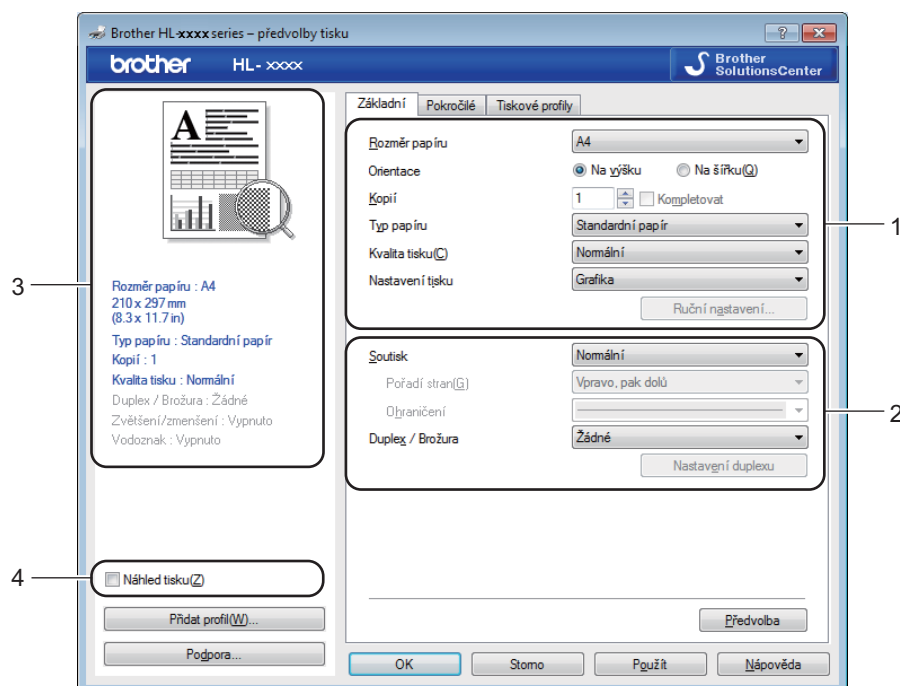 Brother HL-xxxx series – předvolby tisku
brother HL- xxxx
Brother
SolutionsCenter
Základní Pokročilé Tiskové profily
A
Rozměr papíru A4
Orientace Na výšku Na šířku(Q)
Kopií 1 Kompletovat
Typ papíru Standardní papír
Kvalita tisku(C) Normální
Nastavení tisku Grafika
Ruční nastavení...
1
3
Rozměr papíru : A4
210 x 297 mm
(8.3 x 11.7 in)
Typ papíru : Standardní papír
Kopií : 1
Kvalita tisku : Normální
Duplex / Brožura : Žádné
Zvětšení/zmenšení : Vypnuto
Vodoznak : Vypnuto
Soutisk Normální
Pořadí stran(G) Vpravo, pak dolů
Ohraničení
Duplex / Brožura Žádné
Nastavení duplexu
2
4
Náhled tisku(Z)
Přidat profil(W)...
Podpora...
Předvolba
OK Storno Použít Nápověda